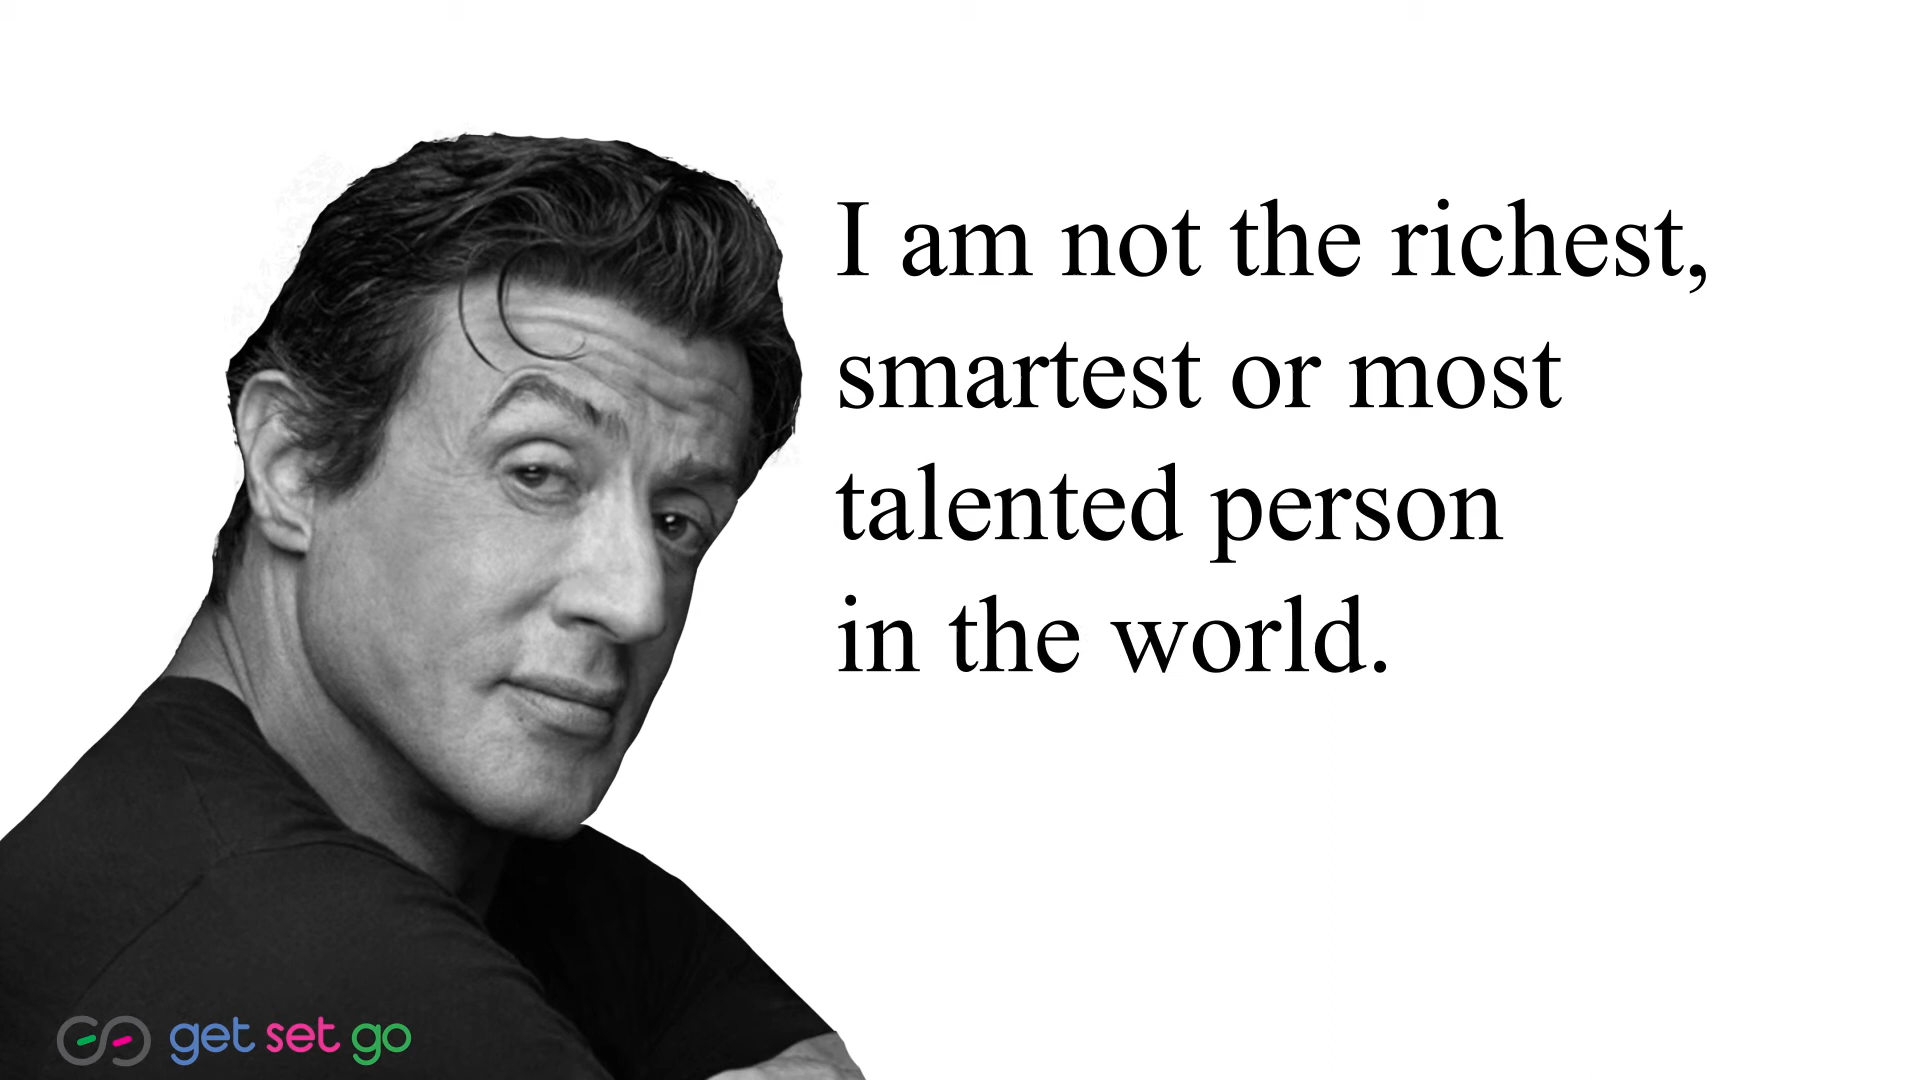 I am not the richest,
smartest or most
talented person
in the world.
get set go